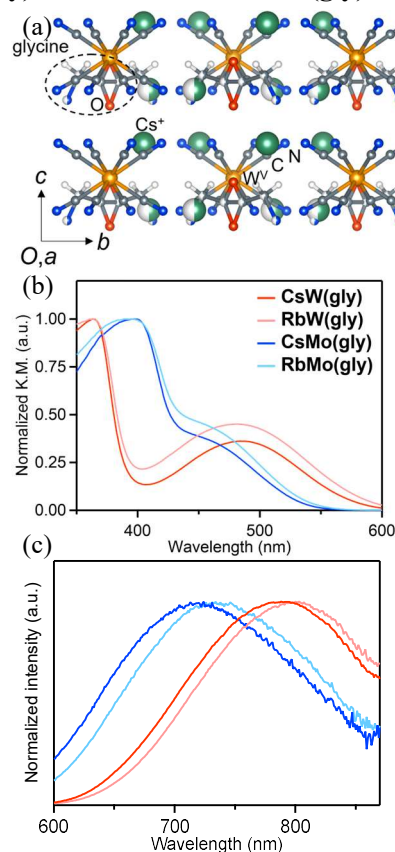 (a)
glycine
O
Cs⁺
Wⱽ C N
c
b
O,a
(b)
CsW(gly)
RbW(gly)
CsMo(gly)
RbMo(gly)
Normalized K.M. (a.u.)
1.00
0.75
0.50
0.25
0.00
400 500 600
Wavelength (nm)
(c)
Normalized intensity (a.u.)
600 700 800
Wavelength (nm)